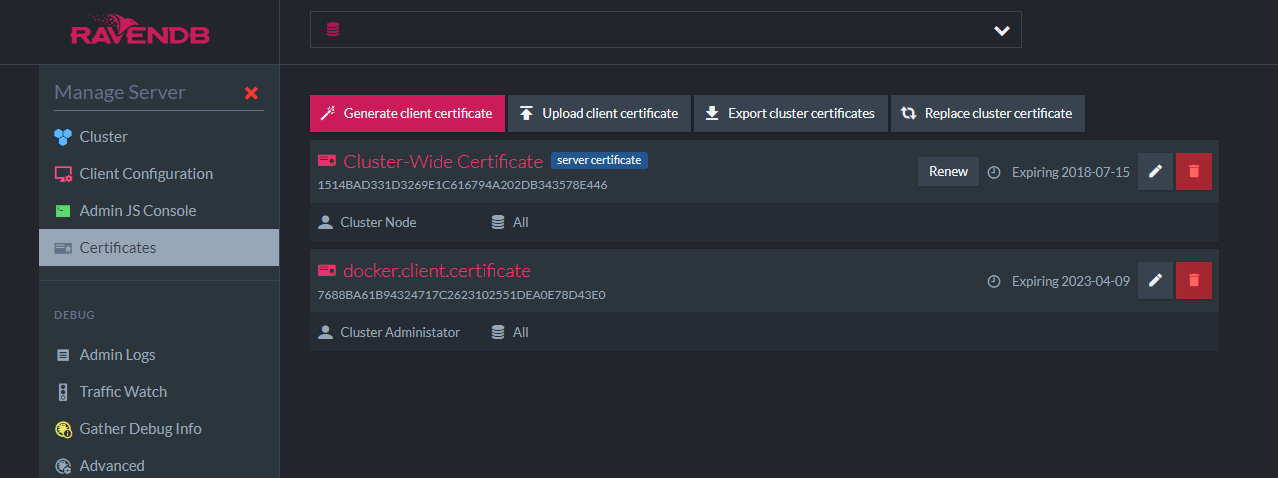 RAVENDB
Manage Server
Cluster
Client Configuration
Admin JS Console
Certificates
DEBUG
Admin Logs
Traffic Watch
Gather Debug Info
Advanced
Generate client certificate
Upload client certificate
Export cluster certificates
Replace cluster certificate
Cluster-Wide Certificate server certificate
1514BAD331D3269E1C616794A202DB343578E446
Renew Expiring 2018-07-15
Cluster Node All
docker.client.certificate
7688BA61B94324717C2623102551DEA0E78D43E0
Expiring 2023-04-09
Cluster Administator All